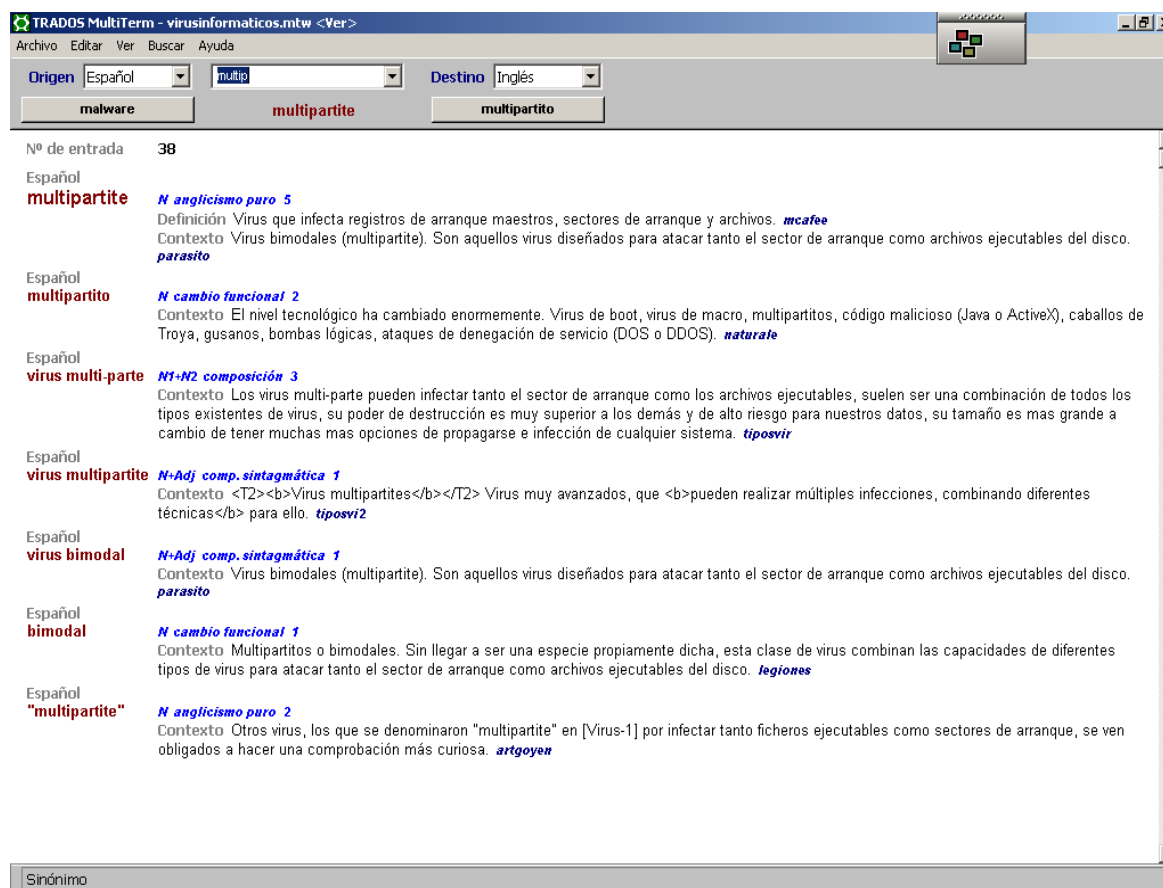 TRADOS MultiTerm - virusinformaticos.mtw <Ver>
Archivo Editar Ver Buscar Ayuda
Origen Español multip Destino Inglés
malware multipartite multipartito
Nº de entrada 38
Español
multipartite N anglicismo puro 5
Definición Virus que infecta registros de arranque maestros, sectores de arranque y archivos. mcafee
Contexto Virus bimodales (multipartite). Son aquellos virus diseñados para atacar tanto el sector de arranque como archivos ejecutables del disco.
parasito
Español
multipartito N cambio funcional 2
Contexto El nivel tecnológico ha cambiado enormemente. Virus de boot, virus de macro, multipartitos, código malicioso (Java o ActiveX), caballos de
Troya, gusanos, bombas lógicas, ataques de denegación de servicio (DOS o DDOS). naturale
Español
virus multi-parte N1+N2 composición 3
Contexto Los virus multi-parte pueden infectar tanto el sector de arranque como los archivos ejecutables, suelen ser una combinación de todos los
tipos existentes de virus, su poder de destrucción es muy superior a los demás y de alto riesgo para nuestros datos, su tamaño es mas grande a
cambio de tener muchas mas opciones de propagarse e infección de cualquier sistema. tiposvir
Español
virus multipartite N+Adj comp. sintagmática 1
Contexto <T2><b>Virus multipartites</b></T2> Virus muy avanzados, que <b>pueden realizar múltiples infecciones, combinando diferentes
técnicas</b> para ello. tiposvi2
Español
virus bimodal N+Adj comp. sintagmática 1
Contexto Virus bimodales (multipartite). Son aquellos virus diseñados para atacar tanto el sector de arranque como archivos ejecutables del disco.
parasito
Español
bimodal N cambio funcional 1
Contexto Multipartitos o bimodales. Sin llegar a ser una especie propiamente dicha, esta clase de virus combinan las capacidades de diferentes
tipos de virus para atacar tanto el sector de arranque como archivos ejecutables del disco. legiones
Español
"multipartite" N anglicismo puro 2
Contexto Otros virus, los que se denominaron "multipartite" en [Virus-1] por infectar tanto ficheros ejecutables como sectores de arranque, se ven
obligados a hacer una comprobación más curiosa. artgoyen
Sinónimo